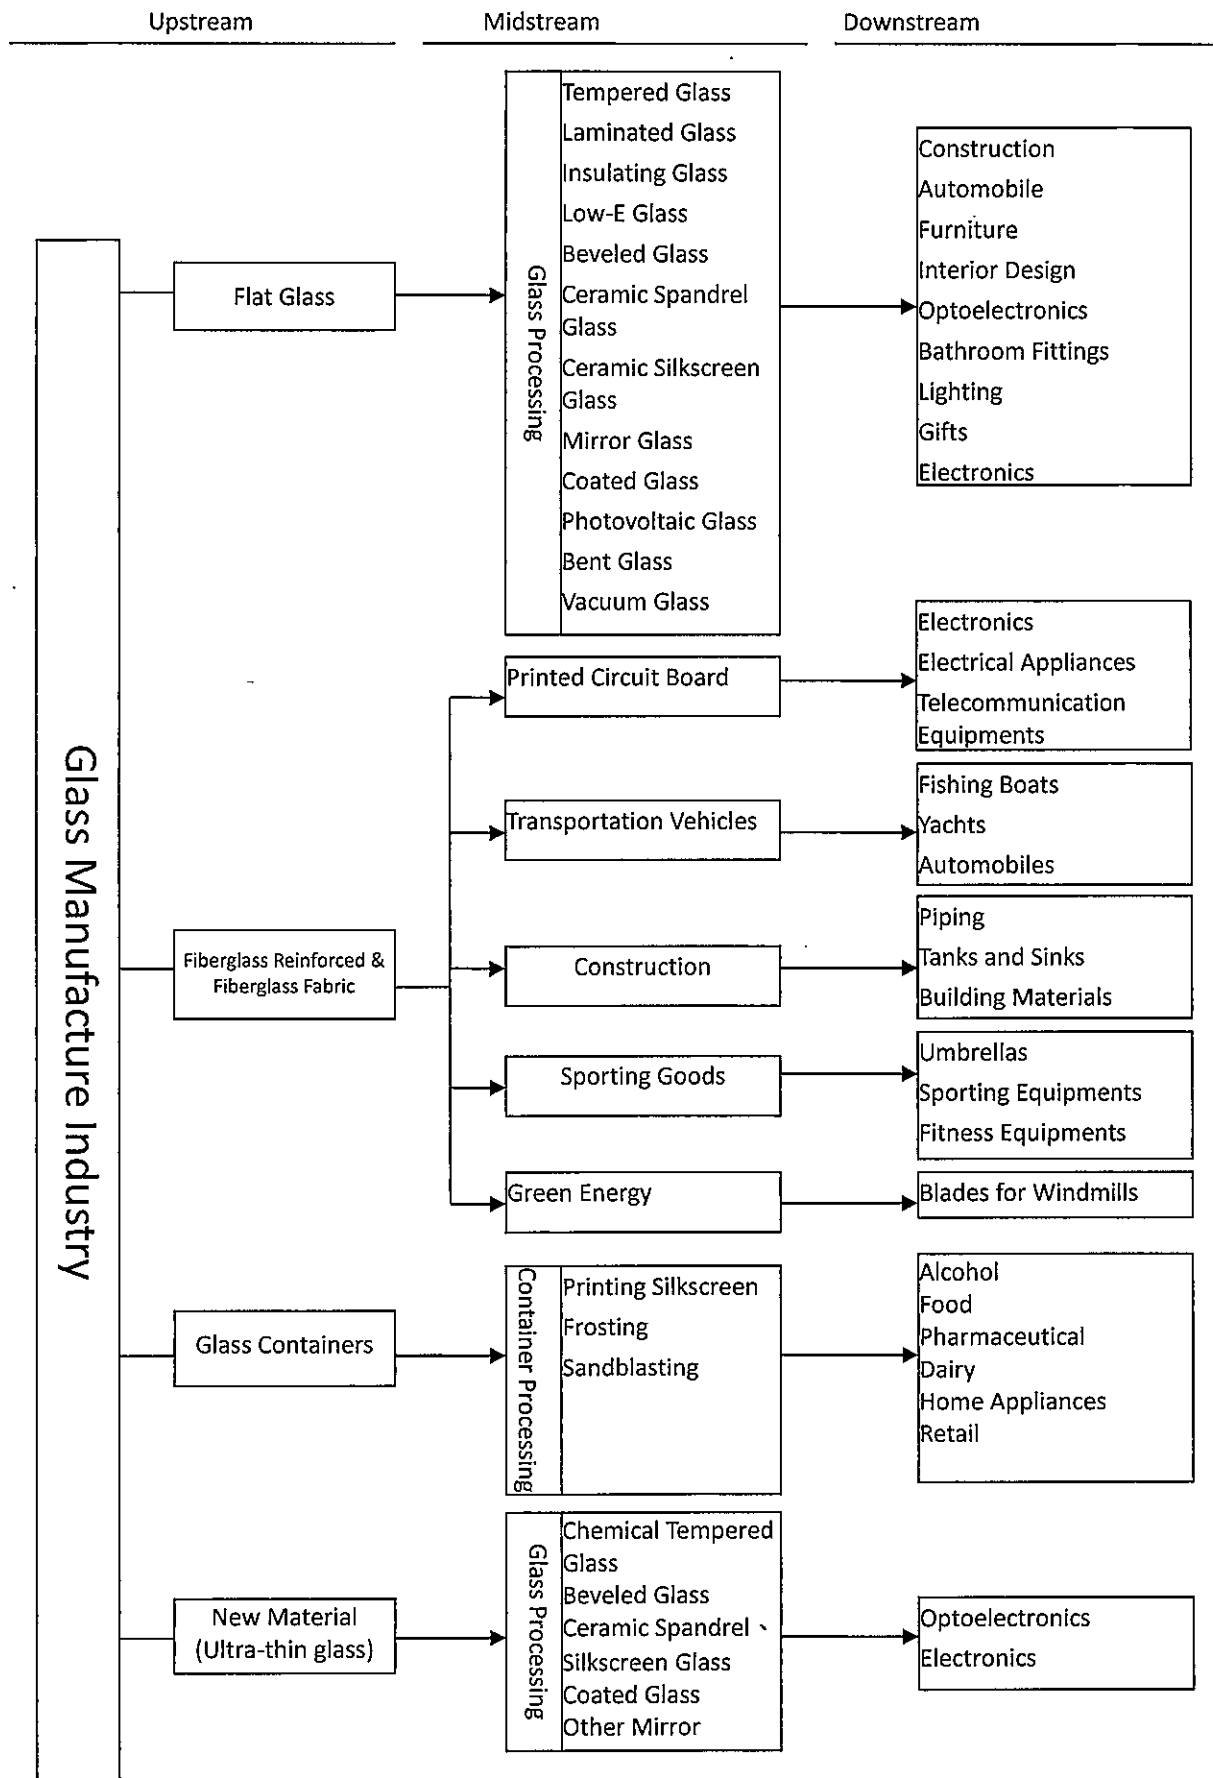 Upstream
Midstream
Downstream
Glass Manufacture Industry
Flat Glass
Glass Processing
Tempered Glass
Laminated Glass
Insulating Glass
Low-E Glass
Beveled Glass
Ceramic Spandrel
Glass
Ceramic Silkscreen
Glass
Mirror Glass
Coated Glass
Photovoltaic Glass
Bent Glass
Vacuum Glass
Construction
Automobile
Furniture
Interior Design
Optoelectronics
Bathroom Fittings
Lighting
Gifts
Electronics
Fiberglass Reinforced &
Fiberglass Fabric
Printed Circuit Board
Electronics
Electrical Appliances
Telecommunication
Equipments
Transportation Vehicles
Fishing Boats
Yachts
Automobiles
Construction
Piping
Tanks and Sinks
Building Materials
Sporting Goods
Umbrellas
Sporting Equipments
Fitness Equipments
Green Energy
Blades for Windmills
Glass Containers
Container Processing
Printing Silkscreen
Frosting
Sandblasting
Alcohol
Food
Pharmaceutical
Dairy
Home Appliances
Retail
New Material
(Ultra-thin glass)
Glass Processing
Chemical Tempered
Glass
Beveled Glass
Ceramic Spandrel、
Silkscreen Glass
Coated Glass
Other Mirror
Optoelectronics
Electronics